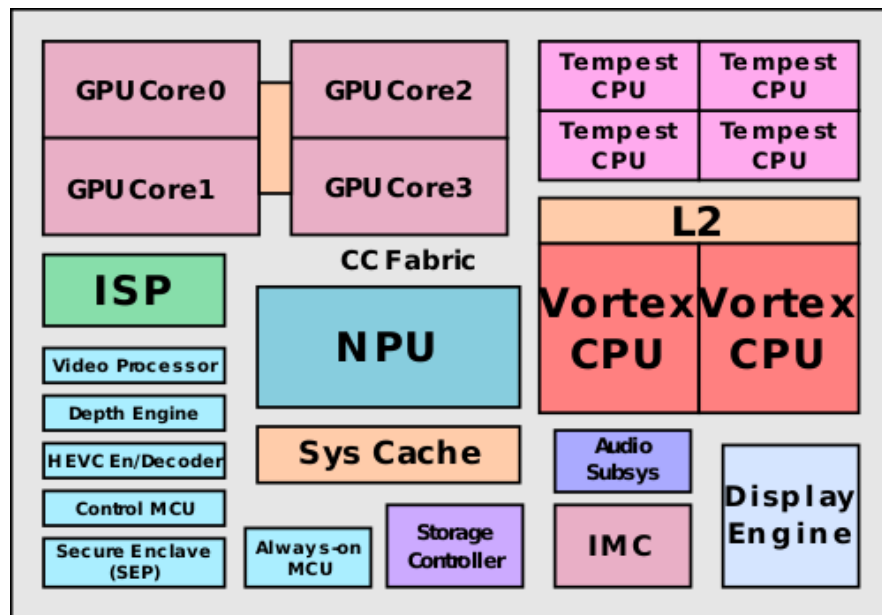 GPU Core0
GPU Core2
GPU Core1
GPU Core3
Tempest
CPU
Tempest
CPU
Tempest
CPU
Tempest
CPU
L2
Vortex
CPU
Vortex
CPU
CC Fabric
ISP
NPU
Video Processor
Depth Engine
HEVC En/Decoder
Control MCU
Secure Enclave
(SEP)
Sys Cache
Always-on
MCU
Storage
Controller
Audio
Subsys
IMC
Display
Engine